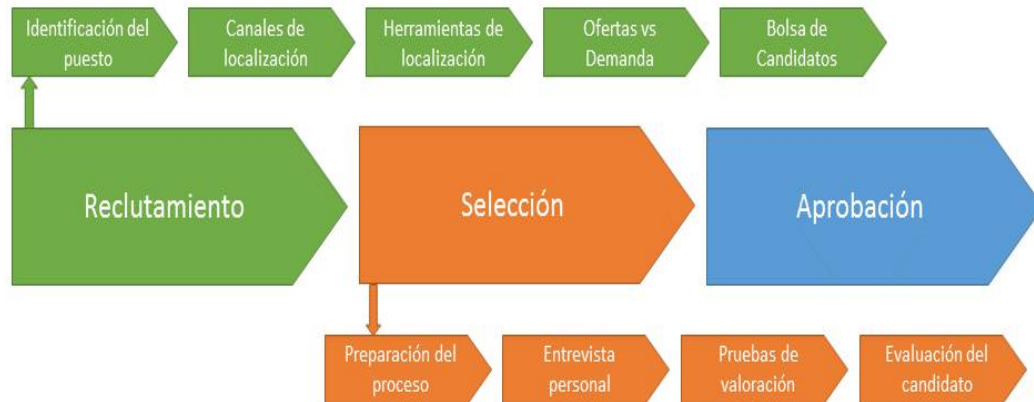 Identificación del
puesto
Canales de
localización
Herramientas de
localización
Ofertas vs
Demanda
Bolsa de
Candidatos
Reclutamiento
Selección
Aprobación
Preparación del
proceso
Entrevista
personal
Pruebas de
valoración
Evaluación del
candidato